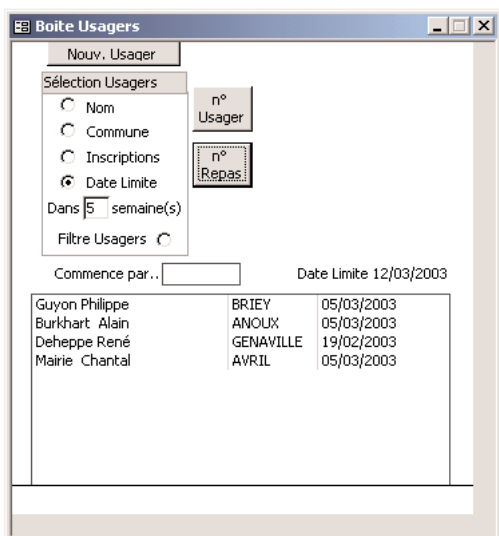 Boite Usagers
Nouv. Usager
Sélection Usagers
Nom
Commune
Inscriptions
Date Limite
Dans 5 semaine(s)
Filtre Usagers
n°
Usager
n°
Repas
Commence par.. Date Limite 12/03/2003
Guyon Philippe BRIEY 05/03/2003
Burkhart Alain ANOUX 05/03/2003
Deheppe René GENAVILLE 19/02/2003
Mairie Chantal AVRIL 05/03/2003